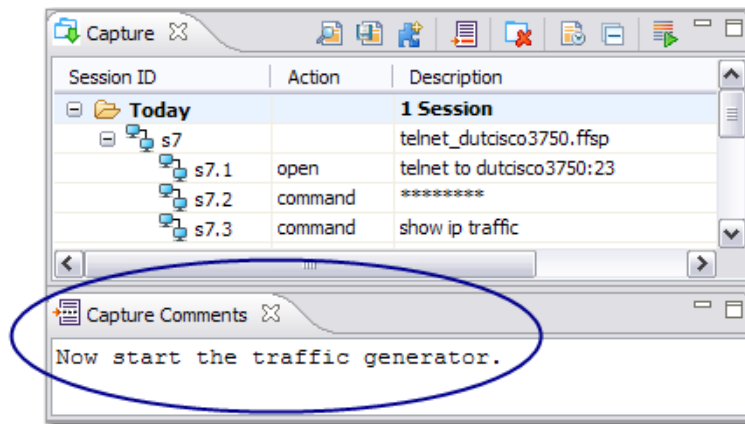 Capture
Session ID Action Description
Today 1 Session
s7 telnet_dutcisco3750.ffsp
s7.1 open telnet to dutcisco3750:23
s7.2 command ********
s7.3 command show ip traffic
Capture Comments
Now start the traffic generator.